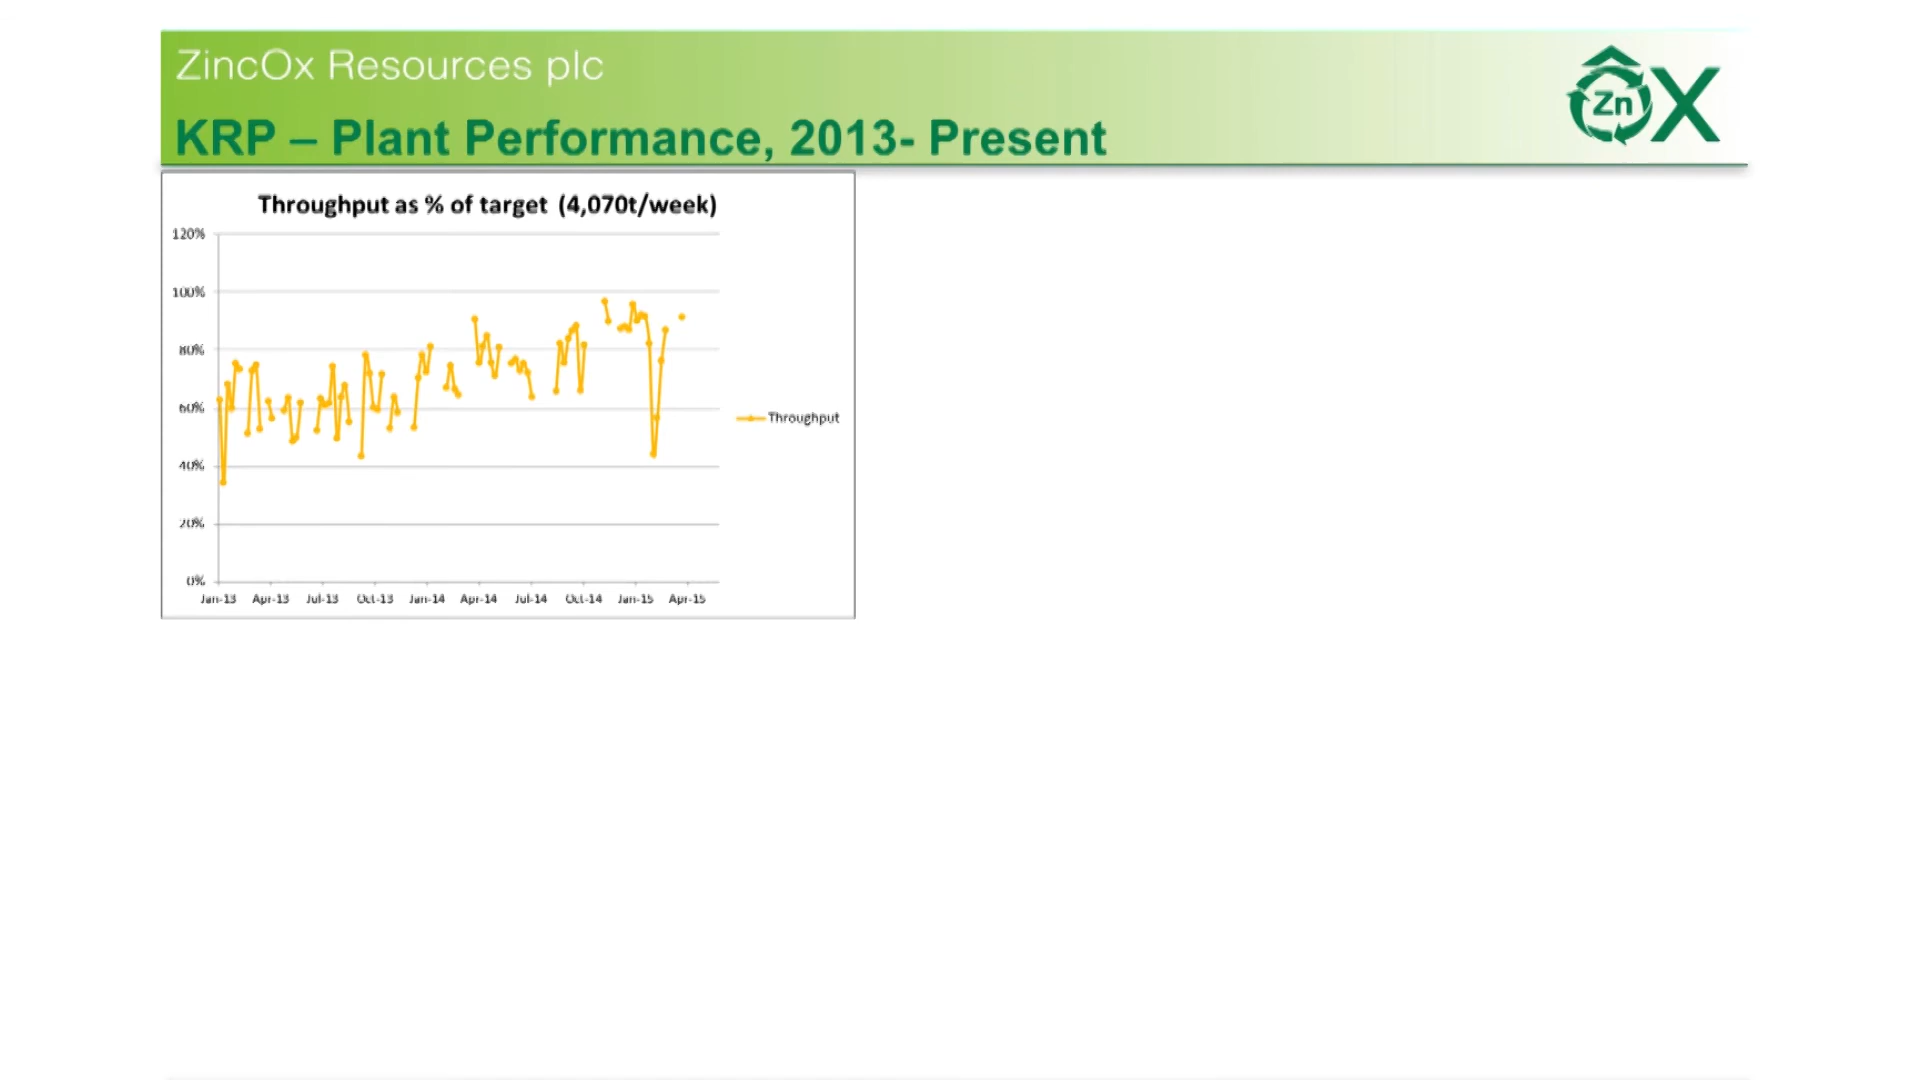 ZincOx Resources plc
Zn X
KRP – Plant Performance, 2013- Present
Throughput as % of target (4,070t/week)
120%
100%
80%
60%
40%
20%
0%
Jan-13 Apr-13 Jul-13 Oct-13 Jan-14 Apr-14 Jul-14 Oct-14 Jan-15 Apr-15
Throughput